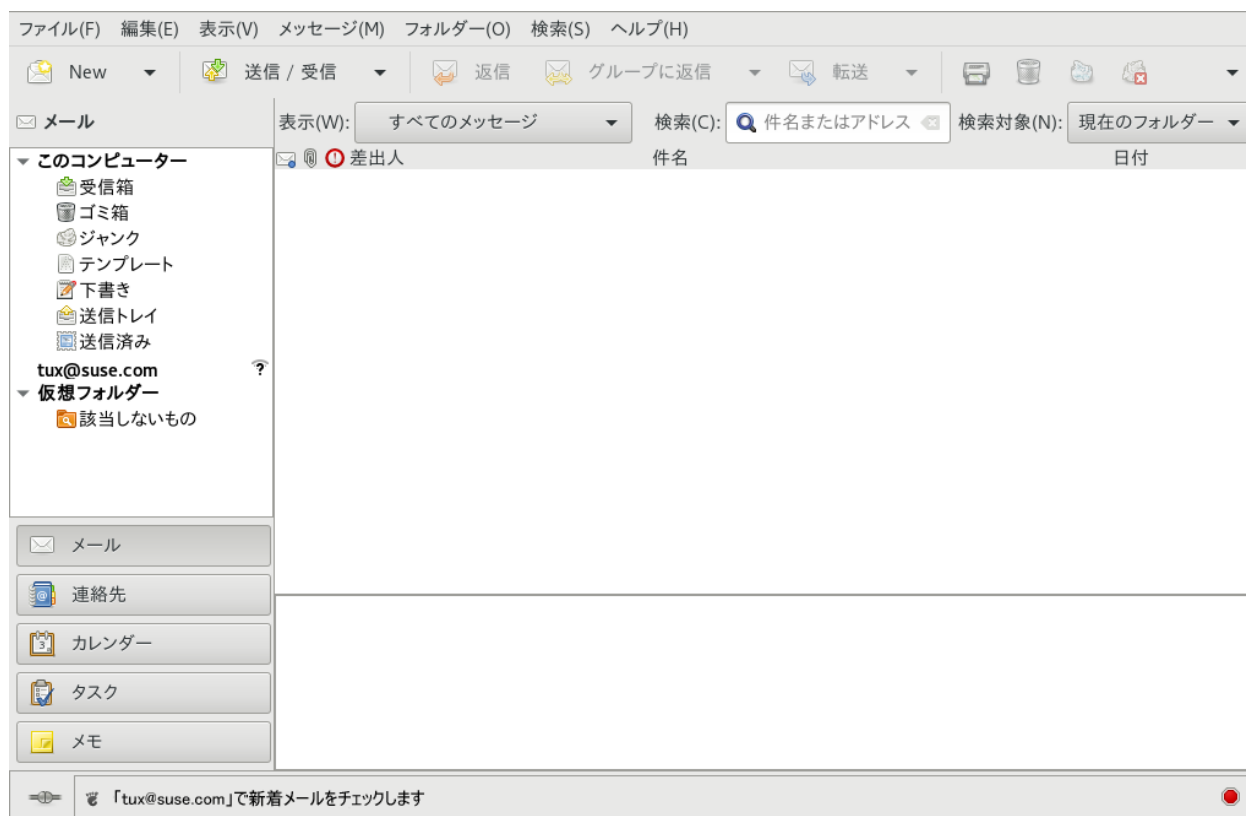 ファイル(F) 編集(E) 表示(V) メッセージ(M) フォルダー(O) 検索(S) ヘルプ(H)
New 送信 / 受信 返信 グループに返信 転送
メール 表示(W): すべてのメッセージ 検索(C): 件名またはアドレス 検索対象(N): 現在のフォルダー
差出人 件名 日付
このコンピューター
受信箱
ゴミ箱
ジャンク
テンプレート
下書き
送信トレイ
送信済み
tux@suse.com
仮想フォルダー
該当しないもの
メール
連絡先
カレンダー
タスク
メモ
「tux@suse.com」で新着メールをチェックします